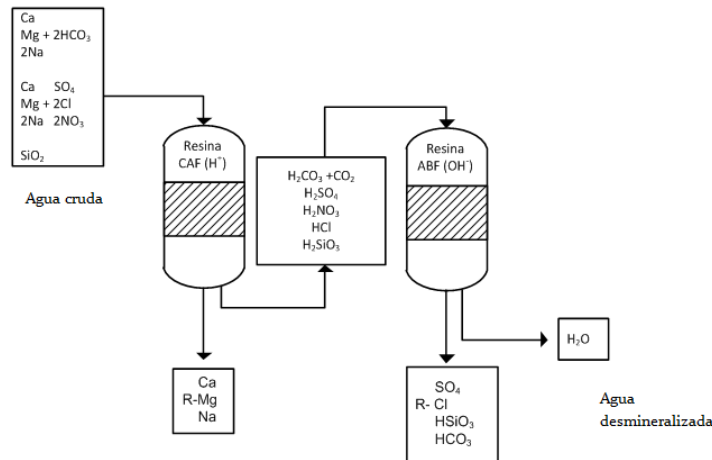 Ca
Mg + 2HCO₃
2Na
Ca SO₄
Mg + 2Cl
2Na 2NO₃
SiO₂
Agua cruda
Resina
CAF (H⁺)
H₂CO₃ +CO₂
H₂SO₄
H₂NO₃
HCl
H₂SiO₃
Resina
ABF (OH⁻)
Ca
R-Mg
Na
SO₄
R- Cl
HSiO₃
HCO₃
H₂O
Agua
desmineralizada